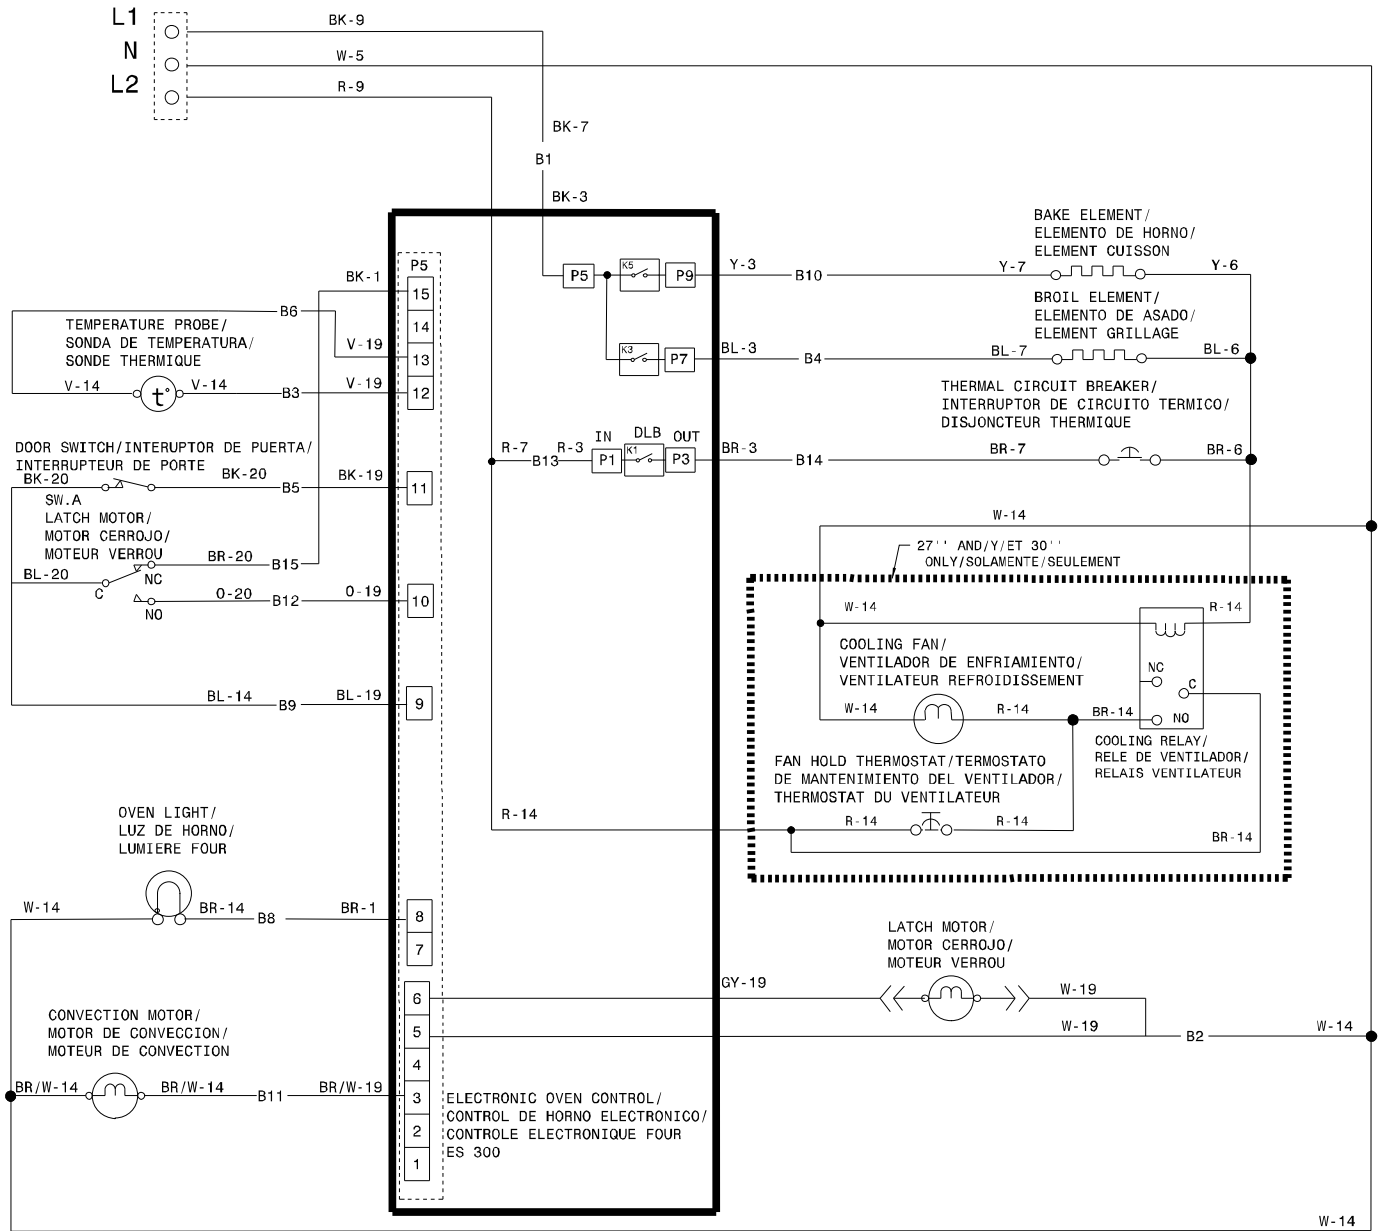 L1
BK-9
N
W-5
L2
R-9
BK-7
B1
BK-3
BAKE ELEMENT/
ELEMENTO DE HORNO/
ELEMENT CUISSON
P5
BK-1
15
P5
K5
P9
Y-3
B10
Y-7
Y-6
B6
14
BROIL ELEMENT/
ELEMENTO DE ASADO/
ELEMENT GRILLAGE
TEMPERATURE PROBE/
SONDA DE TEMPERATURA/
SONDE THERMIQUE
V-19
13
K3
P7
BL-3
B4
BL-7
BL-6
V-14
t°
V-14
B3
V-19
12
THERMAL CIRCUIT BREAKER/
INTERRUPTOR DE CIRCUITO TERMICO/
DISJONCTEUR THERMIQUE
DOOR SWITCH/INTERUPTOR DE PUERTA/
INTERRUPTEUR DE PORTE
R-7
B13
R-3
IN
DLB
OUT
P1
K1
P3
BR-3
B14
BR-7
BR-6
BK-20
BK-20
B5
BK-19
11
SW.A
LATCH MOTOR/
MOTOR CERROJO/
MOTEUR VERROU
W-14
27'' AND/Y/ET 30''
ONLY/SOLAMENTE/SEULEMENT
BL-20
C
NC
BR-20
B15
NO
O-20
B12
O-19
10
W-14
R-14
COOLING FAN/
VENTILADOR DE ENFRIAMIENTO/
VENTILATEUR REFROIDISSEMENT
NC
C
NO
BL-14
B9
BL-19
9
W-14
R-14
BR-14
COOLING RELAY/
RELE DE VENTILADOR/
RELAIS VENTILATEUR
FAN HOLD THERMOSTAT/TERMOSTATO
DE MANTENIMIENTO DEL VENTILADOR/
THERMOSTAT DU VENTILATEUR
R-14
R-14
R-14
BR-14
OVEN LIGHT/
LUZ DE HORNO/
LUMIERE FOUR
W-14
BR-14
B8
BR-1
8
7
LATCH MOTOR/
MOTOR CERROJO/
MOTEUR VERROU
6
GY-19
W-19
5
W-19
B2
W-14
CONVECTION MOTOR/
MOTOR DE CONVECCION/
MOTEUR DE CONVECTION
4
BR/W-14
BR/W-14
B11
BR/W-19
3
2
1
ELECTRONIC OVEN CONTROL/
CONTROL DE HORNO ELECTRONICO/
CONTROLE ELECTRONIQUE FOUR
ES 300
W-14